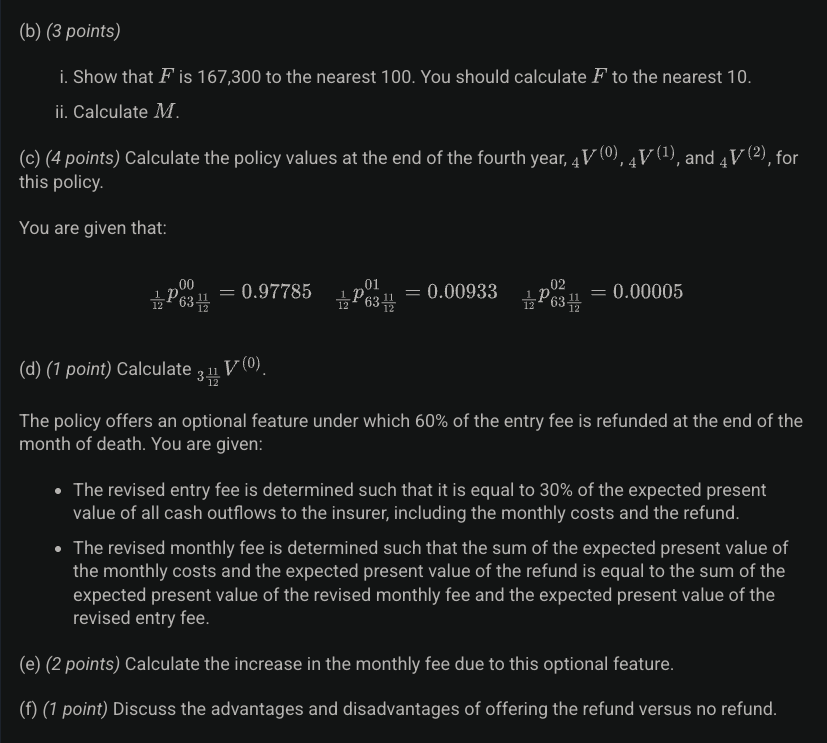 (b) (3 points)
i. Show that F is 167,300 to the nearest 100. You should calculate F to the nearest 10.
ii. Calculate M.
(c) (4 points) Calculate the policy values at the end of the fourth year, ₄V⁽⁰⁾, ₄V⁽¹⁾, and ₄V⁽²⁾, for
this policy.
You are given that:
$_{\frac{1}{12}}p^{00}_{63\frac{11}{12}} = 0.97785 \quad _{\frac{1}{12}}p^{01}_{63\frac{11}{12}} = 0.00933 \quad _{\frac{1}{12}}p^{02}_{63\frac{11}{12}} = 0.00005$
(d) (1 point) Calculate $_{3\frac{11}{12}}V^{(0)}$.
The policy offers an optional feature under which 60% of the entry fee is refunded at the end of the
month of death. You are given:
• The revised entry fee is determined such that it is equal to 30% of the expected present
value of all cash outflows to the insurer, including the monthly costs and the refund.
• The revised monthly fee is determined such that the sum of the expected present value of
the monthly costs and the expected present value of the refund is equal to the sum of the
expected present value of the revised monthly fee and the expected present value of the
revised entry fee.
(e) (2 points) Calculate the increase in the monthly fee due to this optional feature.
(f) (1 point) Discuss the advantages and disadvantages of offering the refund versus no refund.